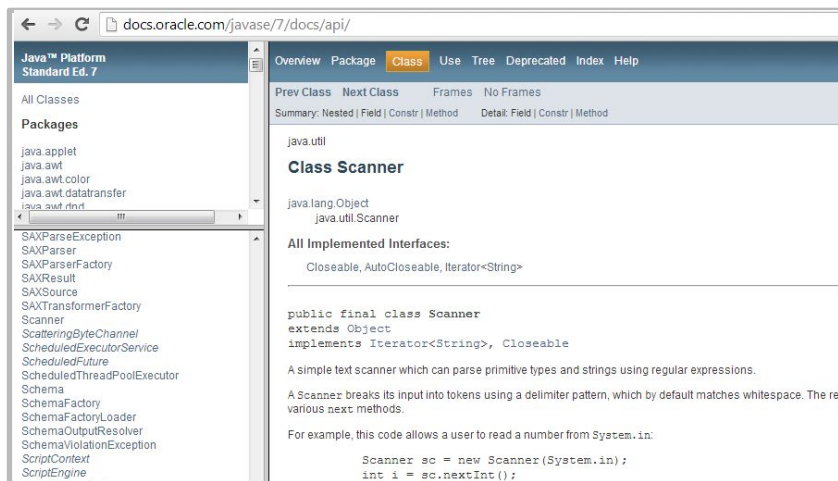 docs.oracle.com/javase/7/docs/api/
Java™ Platform
Standard Ed. 7
All Classes
Packages
java.applet
java.awt
java.awt.color
java.awt.datatransfer
java.awt.dnd
SAXParseException
SAXParser
SAXParserFactory
SAXResult
SAXSource
SAXTransformerFactory
Scanner
ScatteringByteChannel
ScheduledExecutorService
ScheduledFuture
ScheduledThreadPoolExecutor
Schema
SchemaFactory
SchemaFactoryLoader
SchemaOutputResolver
SchemaViolationException
ScriptContext
ScriptEngine
Overview Package Class Use Tree Deprecated Index Help
Prev Class Next Class Frames No Frames
Summary: Nested | Field | Constr | Method Detail: Field | Constr | Method
java.util
Class Scanner
java.lang.Object
java.util.Scanner
All Implemented Interfaces:
Closeable, AutoCloseable, Iterator<String>
public final class Scanner
extends Object
implements Iterator<String>, Closeable
A simple text scanner which can parse primitive types and strings using regular expressions.
A Scanner breaks its input into tokens using a delimiter pattern, which by default matches whitespace. The re
various next methods.
For example, this code allows a user to read a number from System.in:
Scanner sc = new Scanner(System.in);
int i = sc.nextInt();